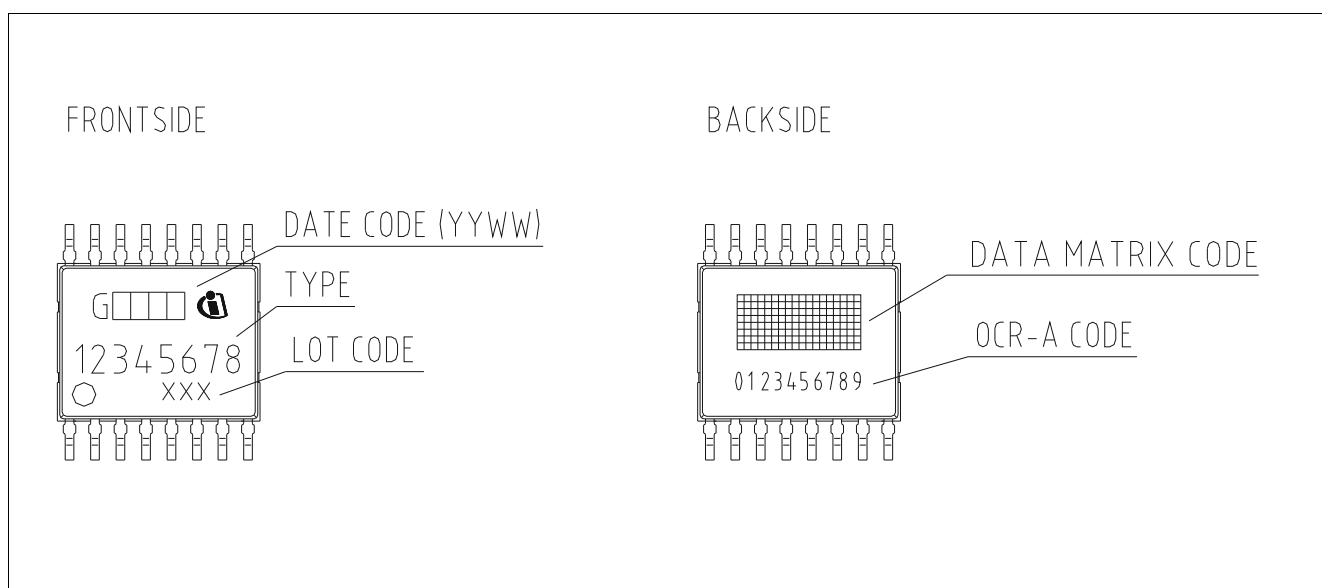 FRONTSIDE
BACKSIDE
DATE CODE (YYWW)
TYPE
LOT CODE
G
12345678
XXX
DATA MATRIX CODE
OCR-A CODE
0123456789